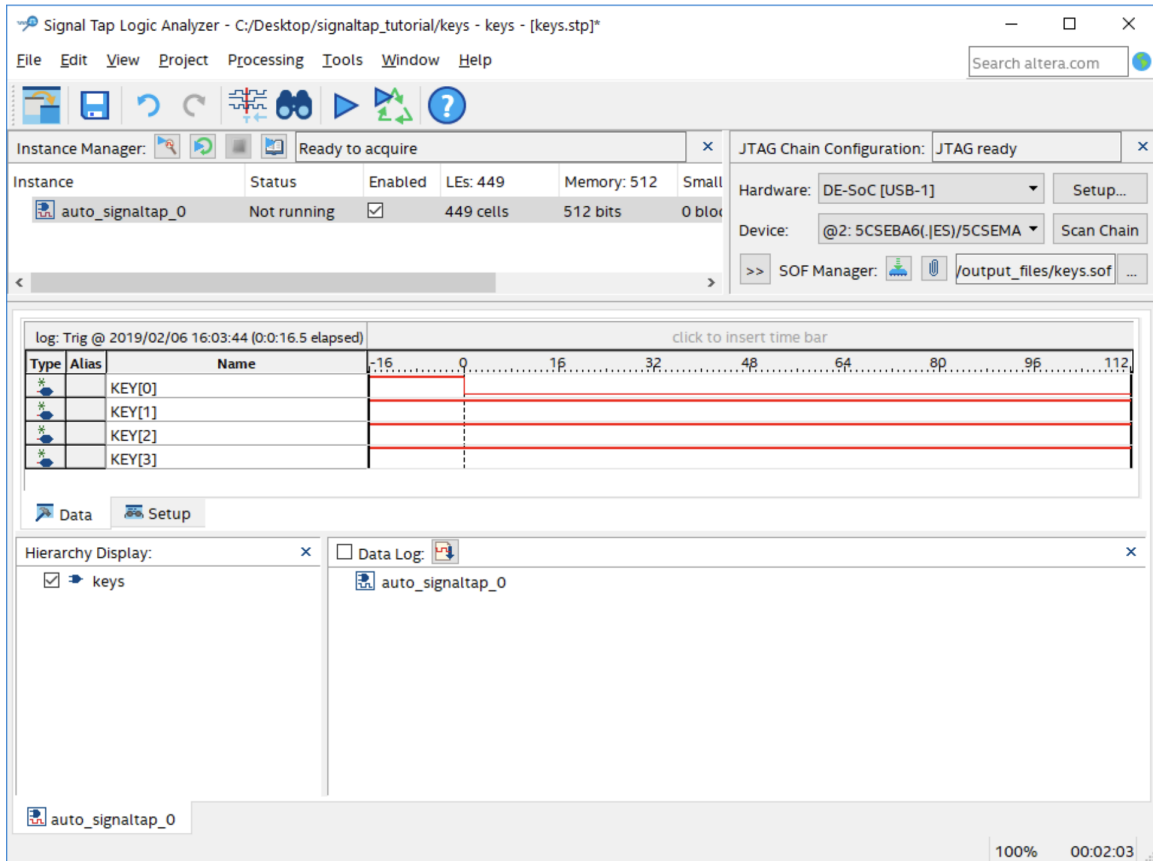 Signal Tap Logic Analyzer - C:/Desktop/signaltap_tutorial/keys - keys - [keys.stp]*
File Edit View Project Processing Tools Window Help
Search altera.com
Instance Manager: Ready to acquire
JTAG Chain Configuration: JTAG ready
Instance Status Enabled LEs: 449 Memory: 512 Small
auto_signaltap_0 Not running 449 cells 512 bits 0 bloc
Hardware: DE-SoC [USB-1] Setup...
Device: @2: 5CSEBA6(.|ES)/5CSEMA Scan Chain
>> SOF Manager: /output_files/keys.sof ...
log: Trig @ 2019/02/06 16:03:44 (0:0:16.5 elapsed) click to insert time bar
Type Alias Name -16 0 16 32 48 64 80 96 112
KEY[0]
KEY[1]
KEY[2]
KEY[3]
Data Setup
Hierarchy Display:
keys
Data Log:
auto_signaltap_0
auto_signaltap_0
100% 00:02:03